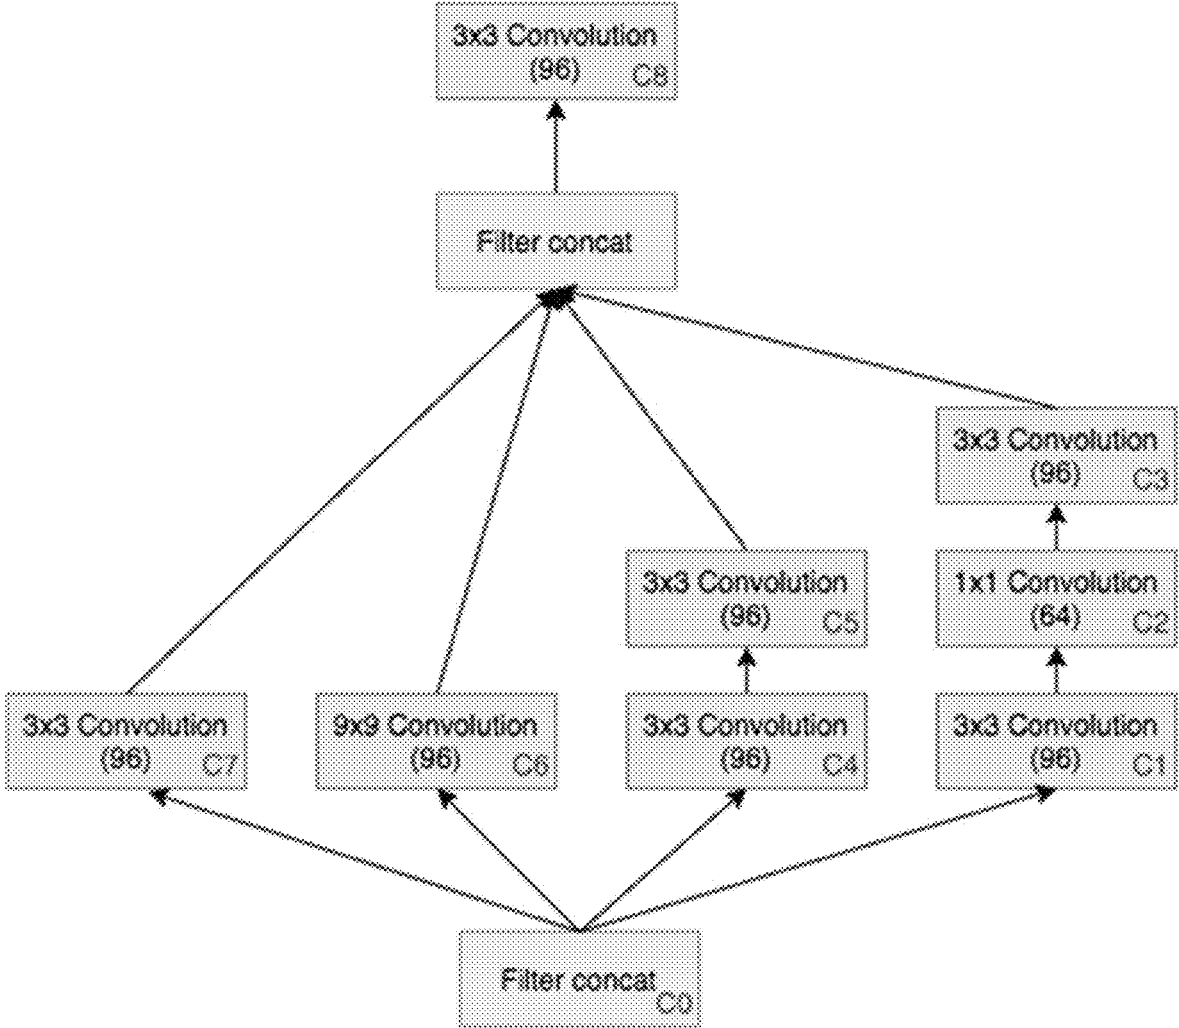 3x3 Convolution
(96) C8
Filter concat
3x3 Convolution
(96) C3
3x3 Convolution
(96) C5
1x1 Convolution
(64) C2
3x3 Convolution
(96) C7
9x9 Convolution
(96) C6
3x3 Convolution
(96) C4
3x3 Convolution
(96) C1
Filter concat
C0